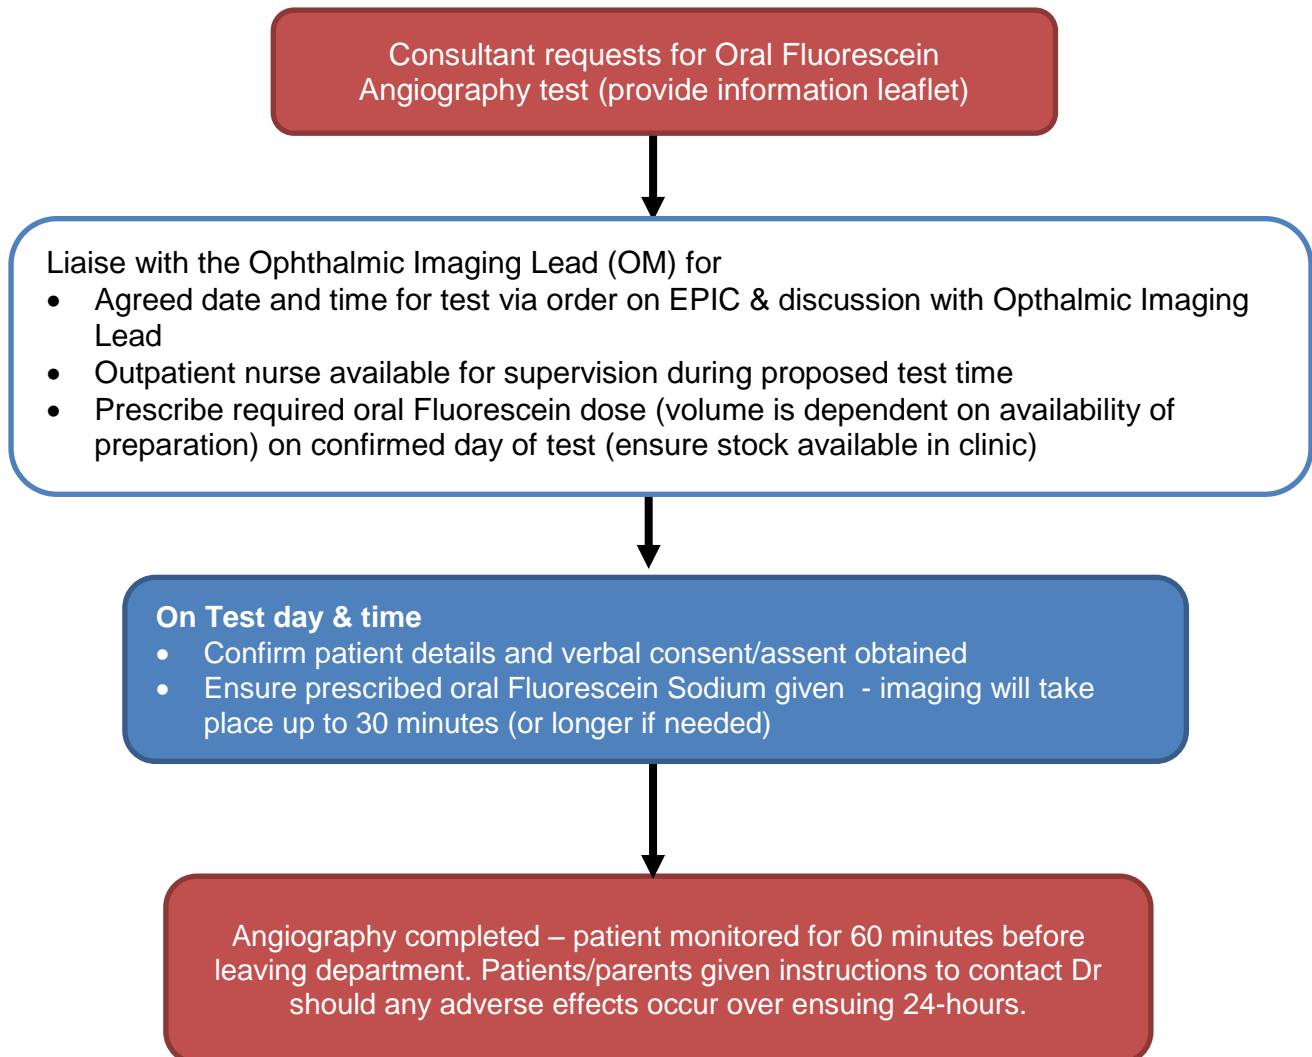 Consultant requests for Oral Fluorescein
Angiography test (provide information leaflet)
Liaise with the Ophthalmic Imaging Lead (OM) for
• Agreed date and time for test via order on EPIC & discussion with Opthalmic Imaging
Lead
• Outpatient nurse available for supervision during proposed test time
• Prescribe required oral Fluorescein dose (volume is dependent on availability of
preparation) on confirmed day of test (ensure stock available in clinic)
On Test day & time
• Confirm patient details and verbal consent/assent obtained
• Ensure prescribed oral Fluorescein Sodium given - imaging will take
place up to 30 minutes (or longer if needed)
Angiography completed – patient monitored for 60 minutes before
leaving department. Patients/parents given instructions to contact Dr
should any adverse effects occur over ensuing 24-hours.